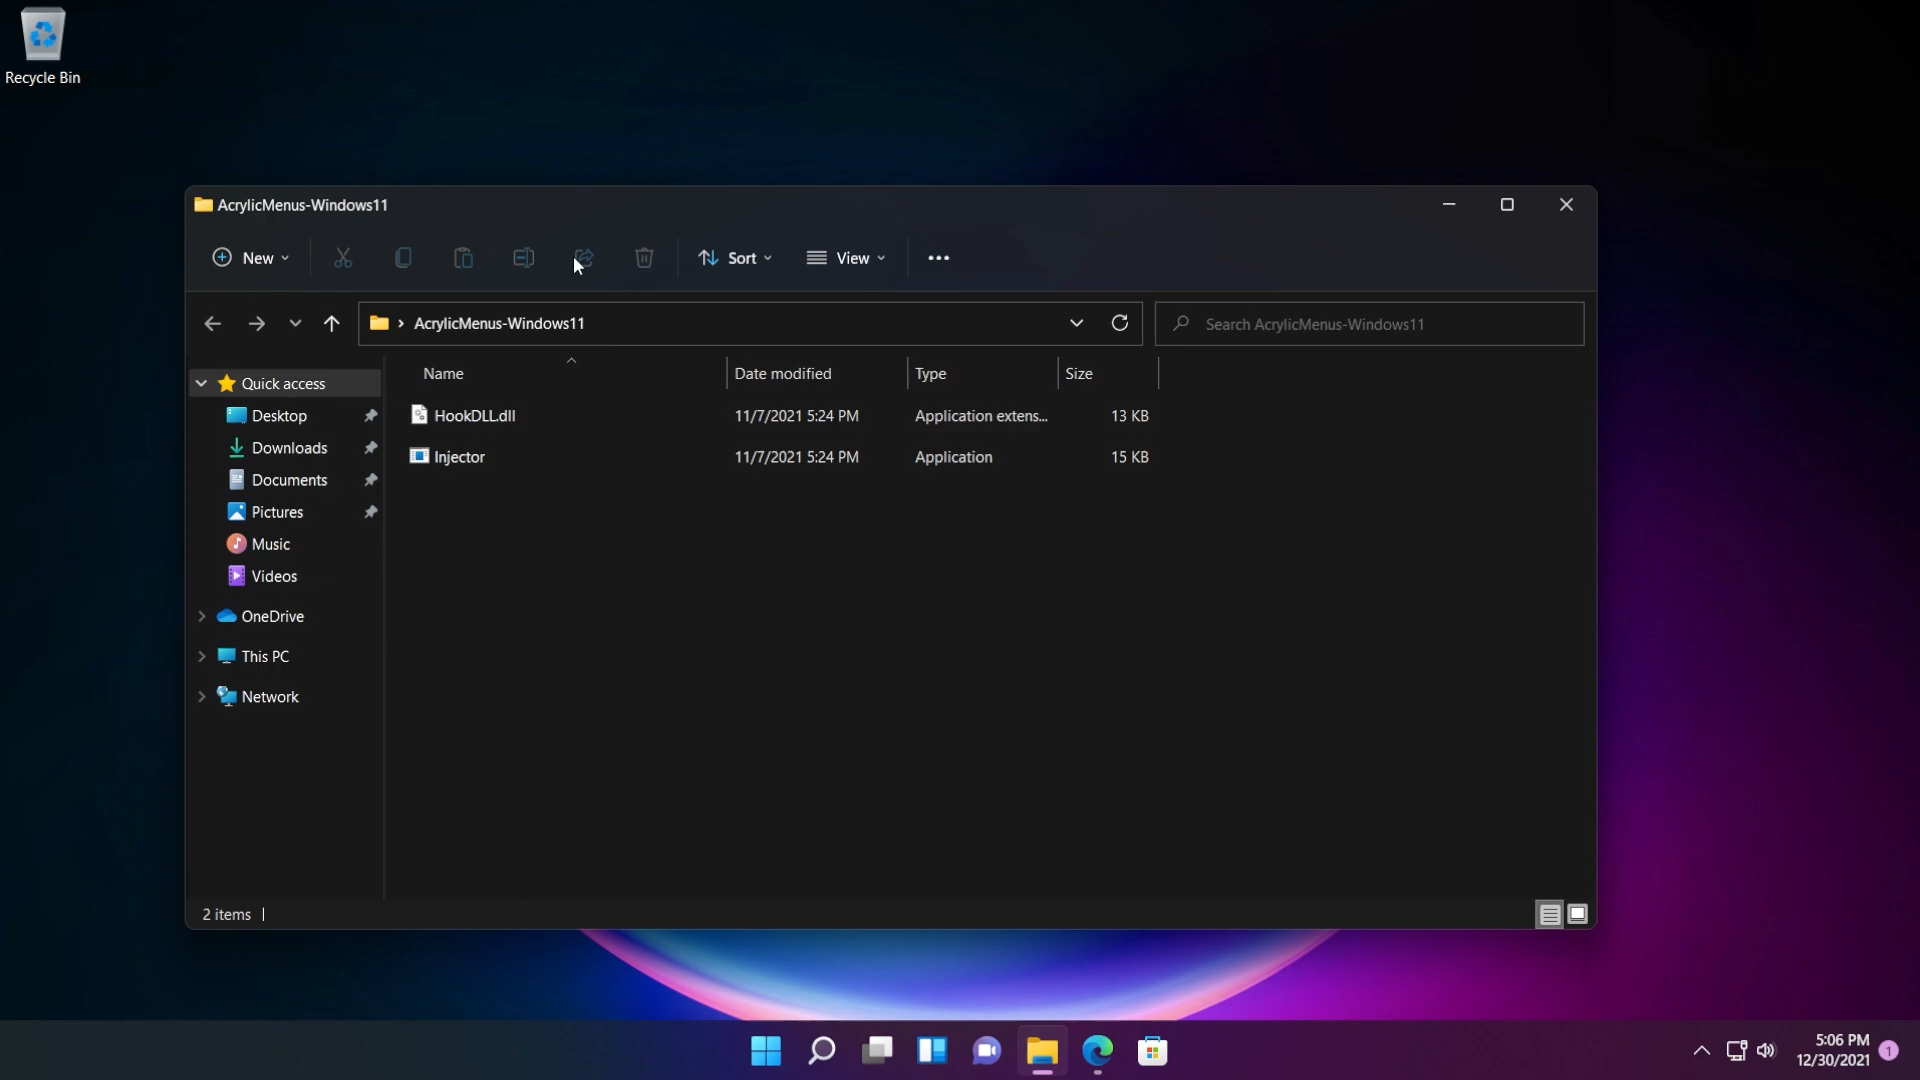 Recycle Bin
AcrylicMenus-Windows11
New Sort View
AcrylicMenus-Windows11
Search AcrylicMenus-Windows11
Name Date modified Type Size
Quick access
Desktop
Downloads
Documents
Pictures
Music
Videos
OneDrive
This PC
Network
HookDLL.dll 11/7/2021 5:24 PM Application extens... 13 KB
Injector 11/7/2021 5:24 PM Application 15 KB
2 items
5:06 PM
12/30/2021
1